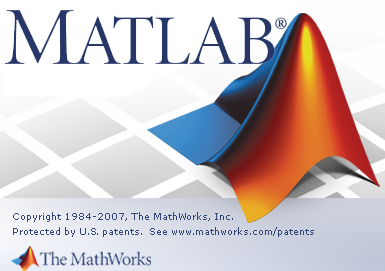 MATLAB®
Copyright 1984-2007, The MathWorks, Inc.
Protected by U.S. patents. See www.mathworks.com/patents
The MathWorks